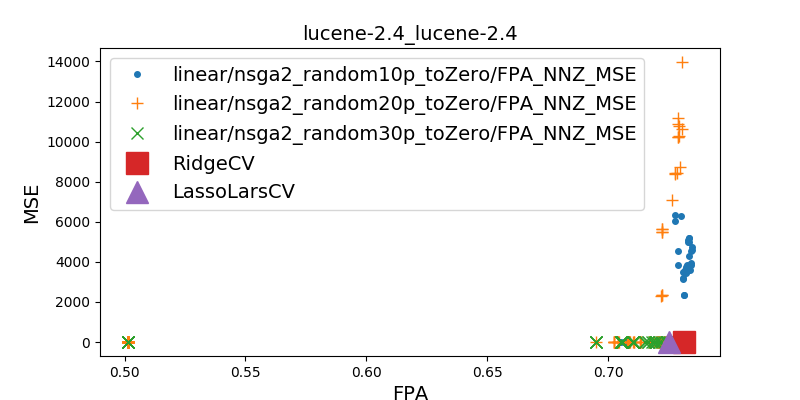 lucene-2.4_lucene-2.4
14000
12000
10000
8000
6000
4000
2000
0
MSE
linear/nsga2_random10p_toZero/FPA_NNZ_MSE
linear/nsga2_random20p_toZero/FPA_NNZ_MSE
linear/nsga2_random30p_toZero/FPA_NNZ_MSE
RidgeCV
LassoLarsCV
0.50 0.55 0.60 0.65 0.70
FPA